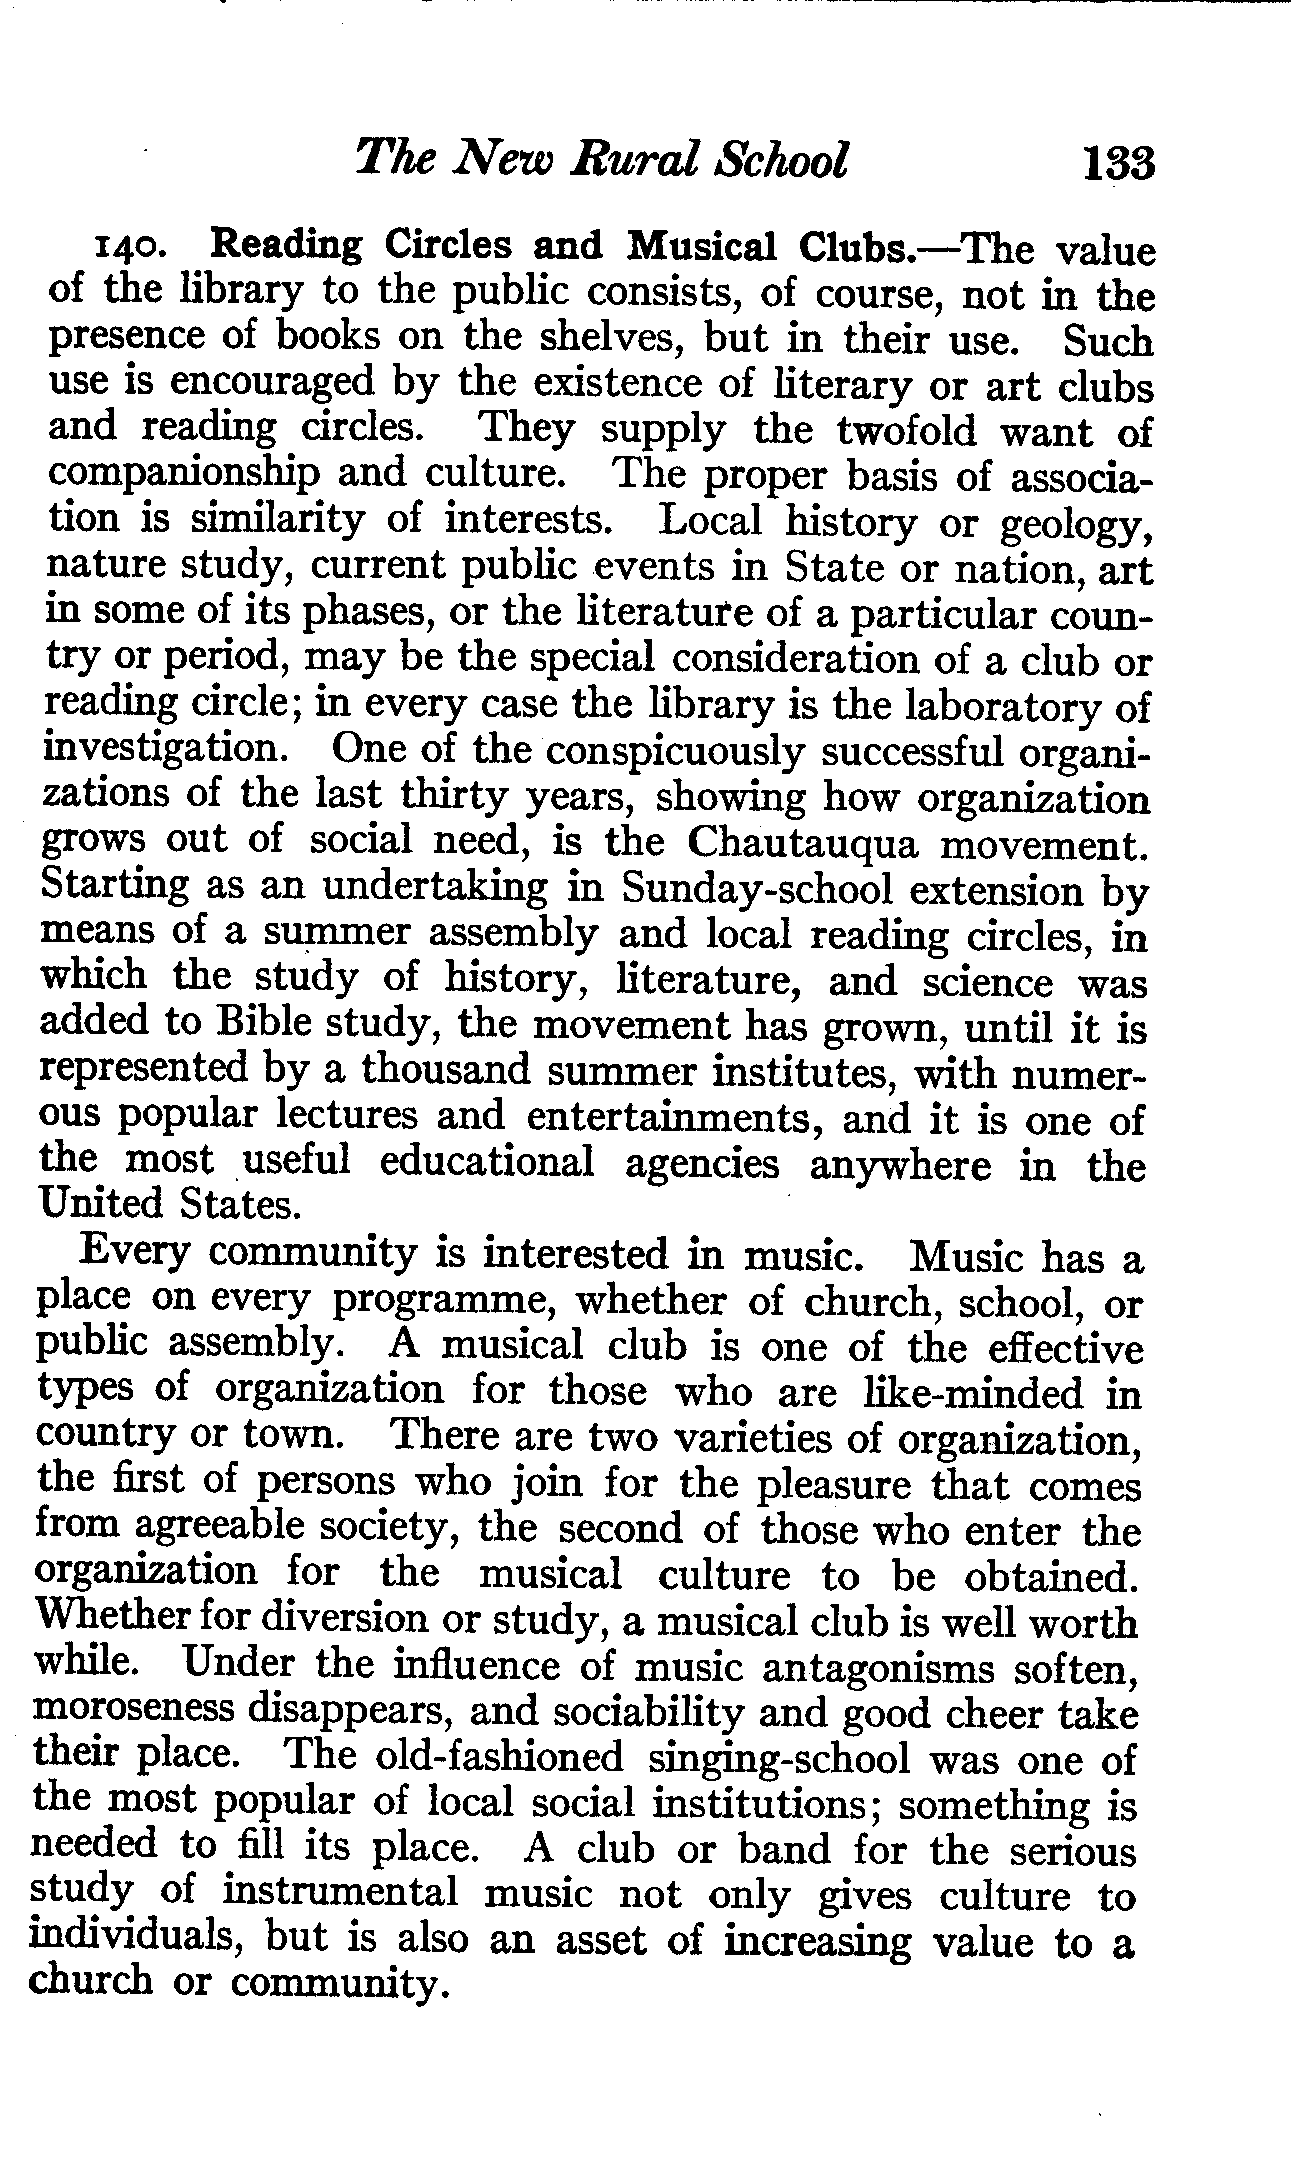 The New Rural School 133
140. Reading Circles and Musical Clubs.—The value
of the library to the public consists, of course, not in the
presence of books on the shelves, but in their use. Such
use is encouraged by the existence of literary or art clubs
and reading circles. They supply the twofold want of
companionship and culture. The proper basis of associa-
tion is similarity of interests. Local history or geology,
nature study, current public events in State or nation, art
in some of its phases, or the literature of a particular coun-
try or period, may be the special consideration of a club or
reading circle; in every case the library is the laboratory of
investigation. One of the conspicuously successful organi-
zations of the last thirty years, showing how organization
grows out of social need, is the Chautauqua movement.
Starting as an undertaking in Sunday-school extension by
means of a summer assembly and local reading circles, in
which the study of history, literature, and science was
added to Bible study, the movement has grown, until it is
represented by a thousand summer institutes, with numer-
ous popular lectures and entertainments, and it is one of
the most useful educational agencies anywhere in the
United States.
Every community is interested in music. Music has a
place on every programme, whether of church, school, or
public assembly. A musical club is one of the effective
types of organization for those who are like-minded in
country or town. There are two varieties of organization,
the first of persons who join for the pleasure that comes
from agreeable society, the second of those who enter the
organization for the musical culture to be obtained.
Whether for diversion or study, a musical club is well worth
while. Under the influence of music antagonisms soften,
moroseness disappears, and sociability and good cheer take
their place. The old-fashioned singing-school was one of
the most popular of local social institutions; something is
needed to fill its place. A club or band for the serious
study of instrumental music not only gives culture to
individuals, but is also an asset of increasing value to a
church or community.